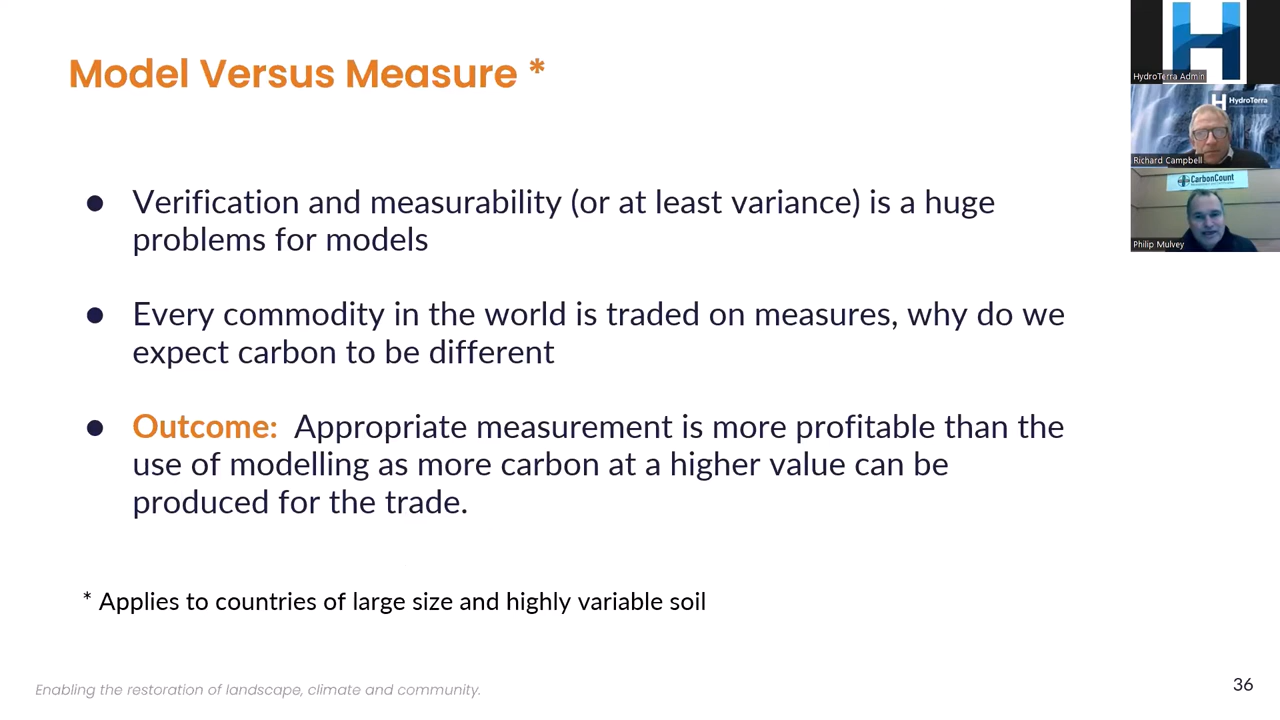 Model Versus Measure *
● Verification and measurability (or at least variance) is a huge
problems for models
● Every commodity in the world is traded on measures, why do we
expect carbon to be different
● Outcome: Appropriate measurement is more profitable than the
use of modelling as more carbon at a higher value can be
produced for the trade.
* Applies to countries of large size and highly variable soil
Enabling the restoration of landscape, climate and community.
36
H
HydroTerra Admin
HydroTerra
Richard Campbell
CarbonCount
Philip Mulvey